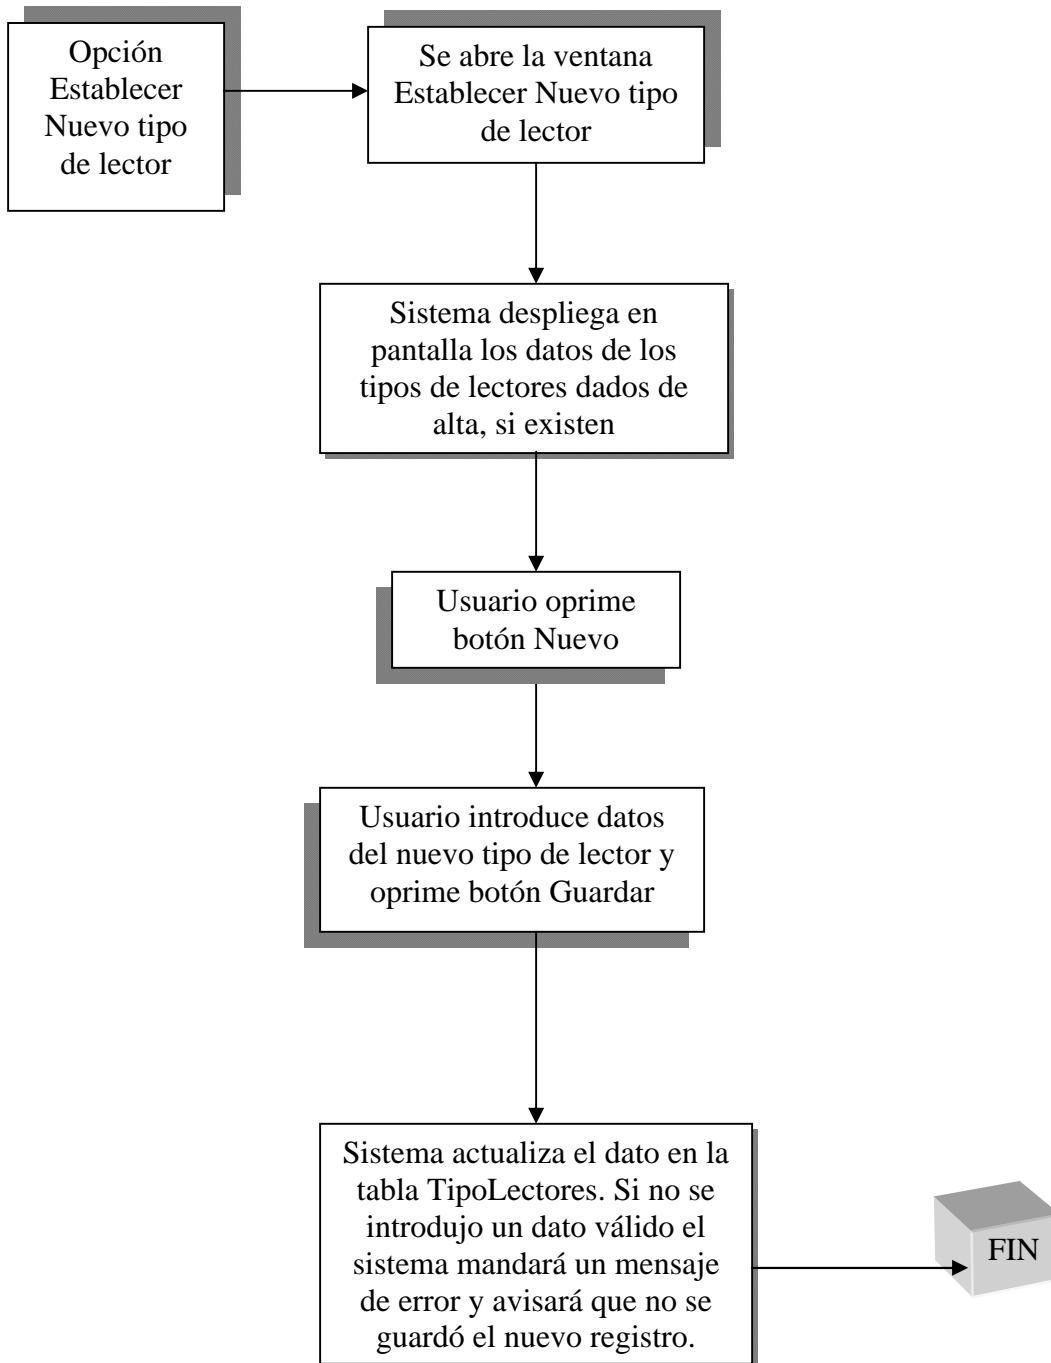 Opción
Establecer
Nuevo tipo
de lector
Se abre la ventana
Establecer Nuevo tipo
de lector
Sistema despliega en
pantalla los datos de los
tipos de lectores dados de
alta, si existen
Usuario oprime
botón Nuevo
Usuario introduce datos
del nuevo tipo de lector y
oprime botón Guardar
Sistema actualiza el dato en la
tabla TipoLectores. Si no se
introdujo un dato válido el
sistema mandará un mensaje
de error y avisará que no se
guardó el nuevo registro.
FIN